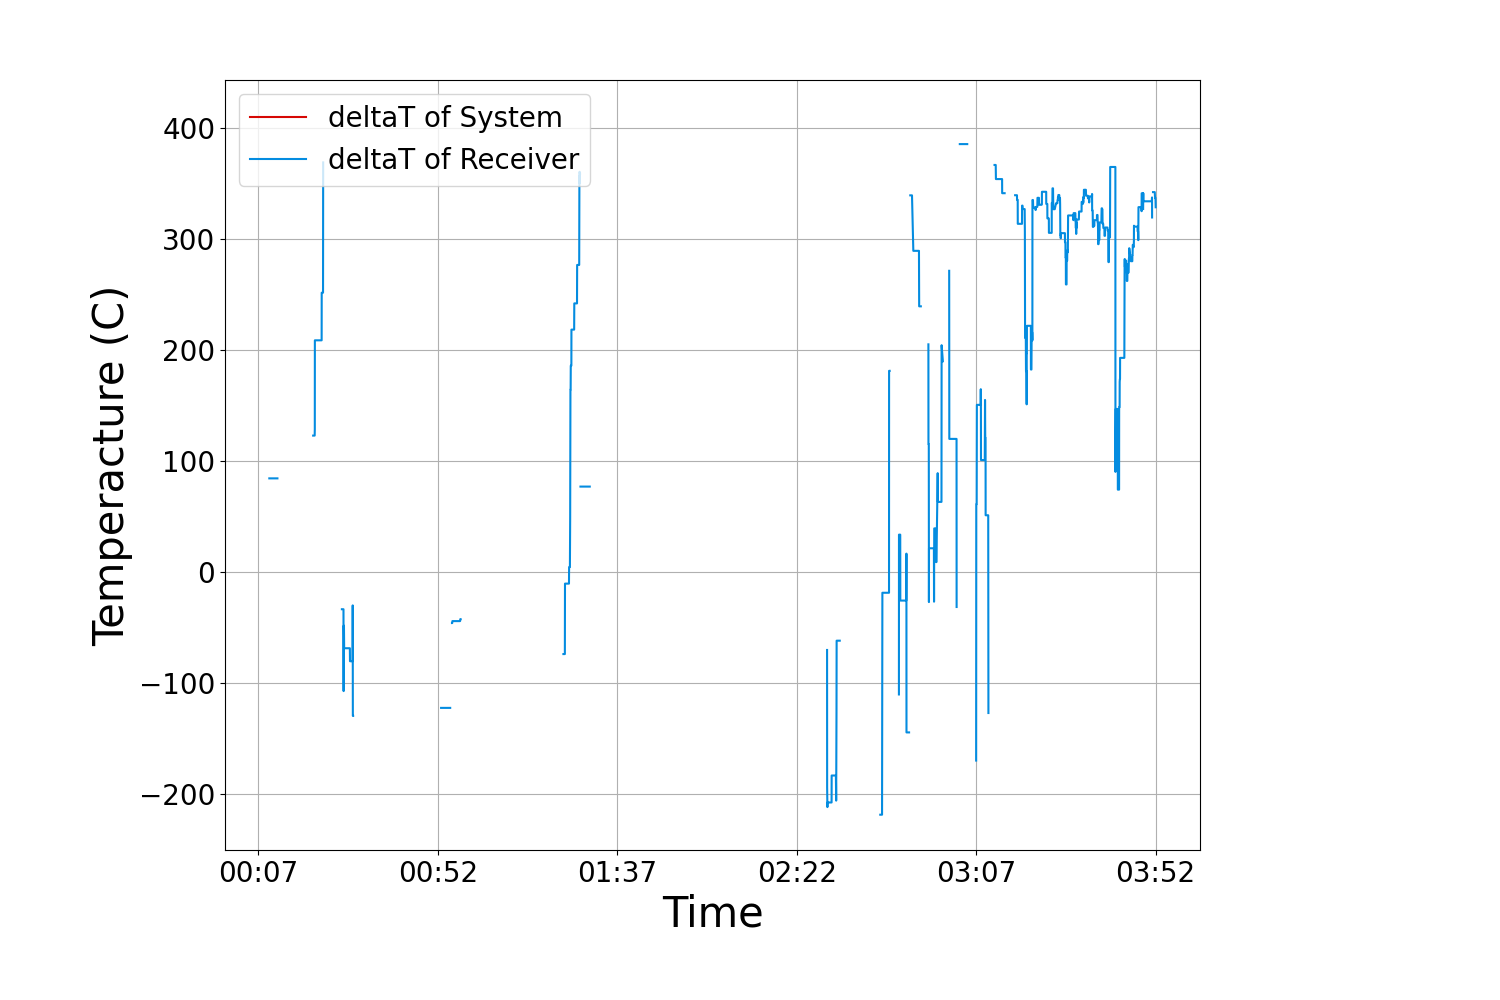 deltaT of System
deltaT of Receiver
400
300
200
100
0
−100
−200
Temperacture (C)
00:07 00:52 01:37 02:22 03:07 03:52
Time